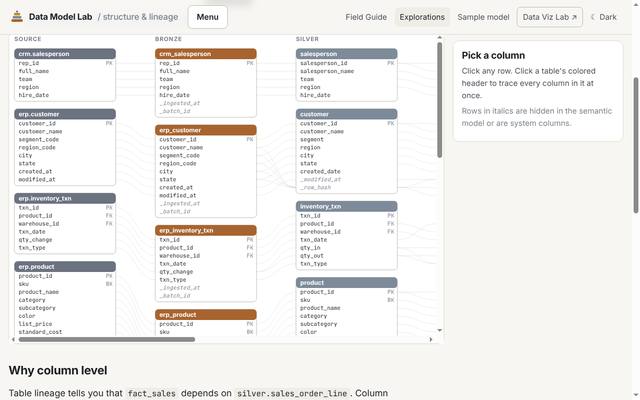 Data Model Lab / structure & lineage Menu Field Guide Explorations Sample model Data Viz Lab ↗ ☾ Dark
SOURCE
crm.salesperson
rep_id PK
full_name
team
region
hire_date
erp.customer
customer_id PK
customer_name
segment_code
region_code
city
state
created_at
modified_at
erp.inventory_txn
txn_id PK
product_id FK
warehouse_id FK
txn_date
qty_change
txn_type
erp.product
product_id PK
sku BK
product_name
category
subcategory
color
list_price
standard_cost
BRONZE
crm_salesperson
rep_id PK
full_name
team
region
hire_date
_ingested_at
_batch_id
erp_customer
customer_id PK
customer_name
segment_code
region_code
city
state
created_at
modified_at
_ingested_at
_batch_id
erp_inventory_txn
txn_id PK
product_id FK
warehouse_id FK
txn_date
qty_change
txn_type
_ingested_at
_batch_id
erp_product
product_id PK
sku BK
SILVER
salesperson
salesperson_id PK
salesperson_name
team
region
hire_date
customer
customer_id PK
customer_name
segment
region
city
state
created_date
_modified_at
_row_hash
inventory_txn
txn_id PK
product_id FK
warehouse_id FK
txn_date
qty_in
qty_out
txn_type
product
product_id PK
sku BK
product_name
category
subcategory
color
Pick a column
Click any row. Click a table's colored
header to trace every column in it at
once.
Rows in italics are hidden in the semantic
model or are system columns.
Why column level
Table lineage tells you that fact_sales depends on silver.sales_order_line. Column